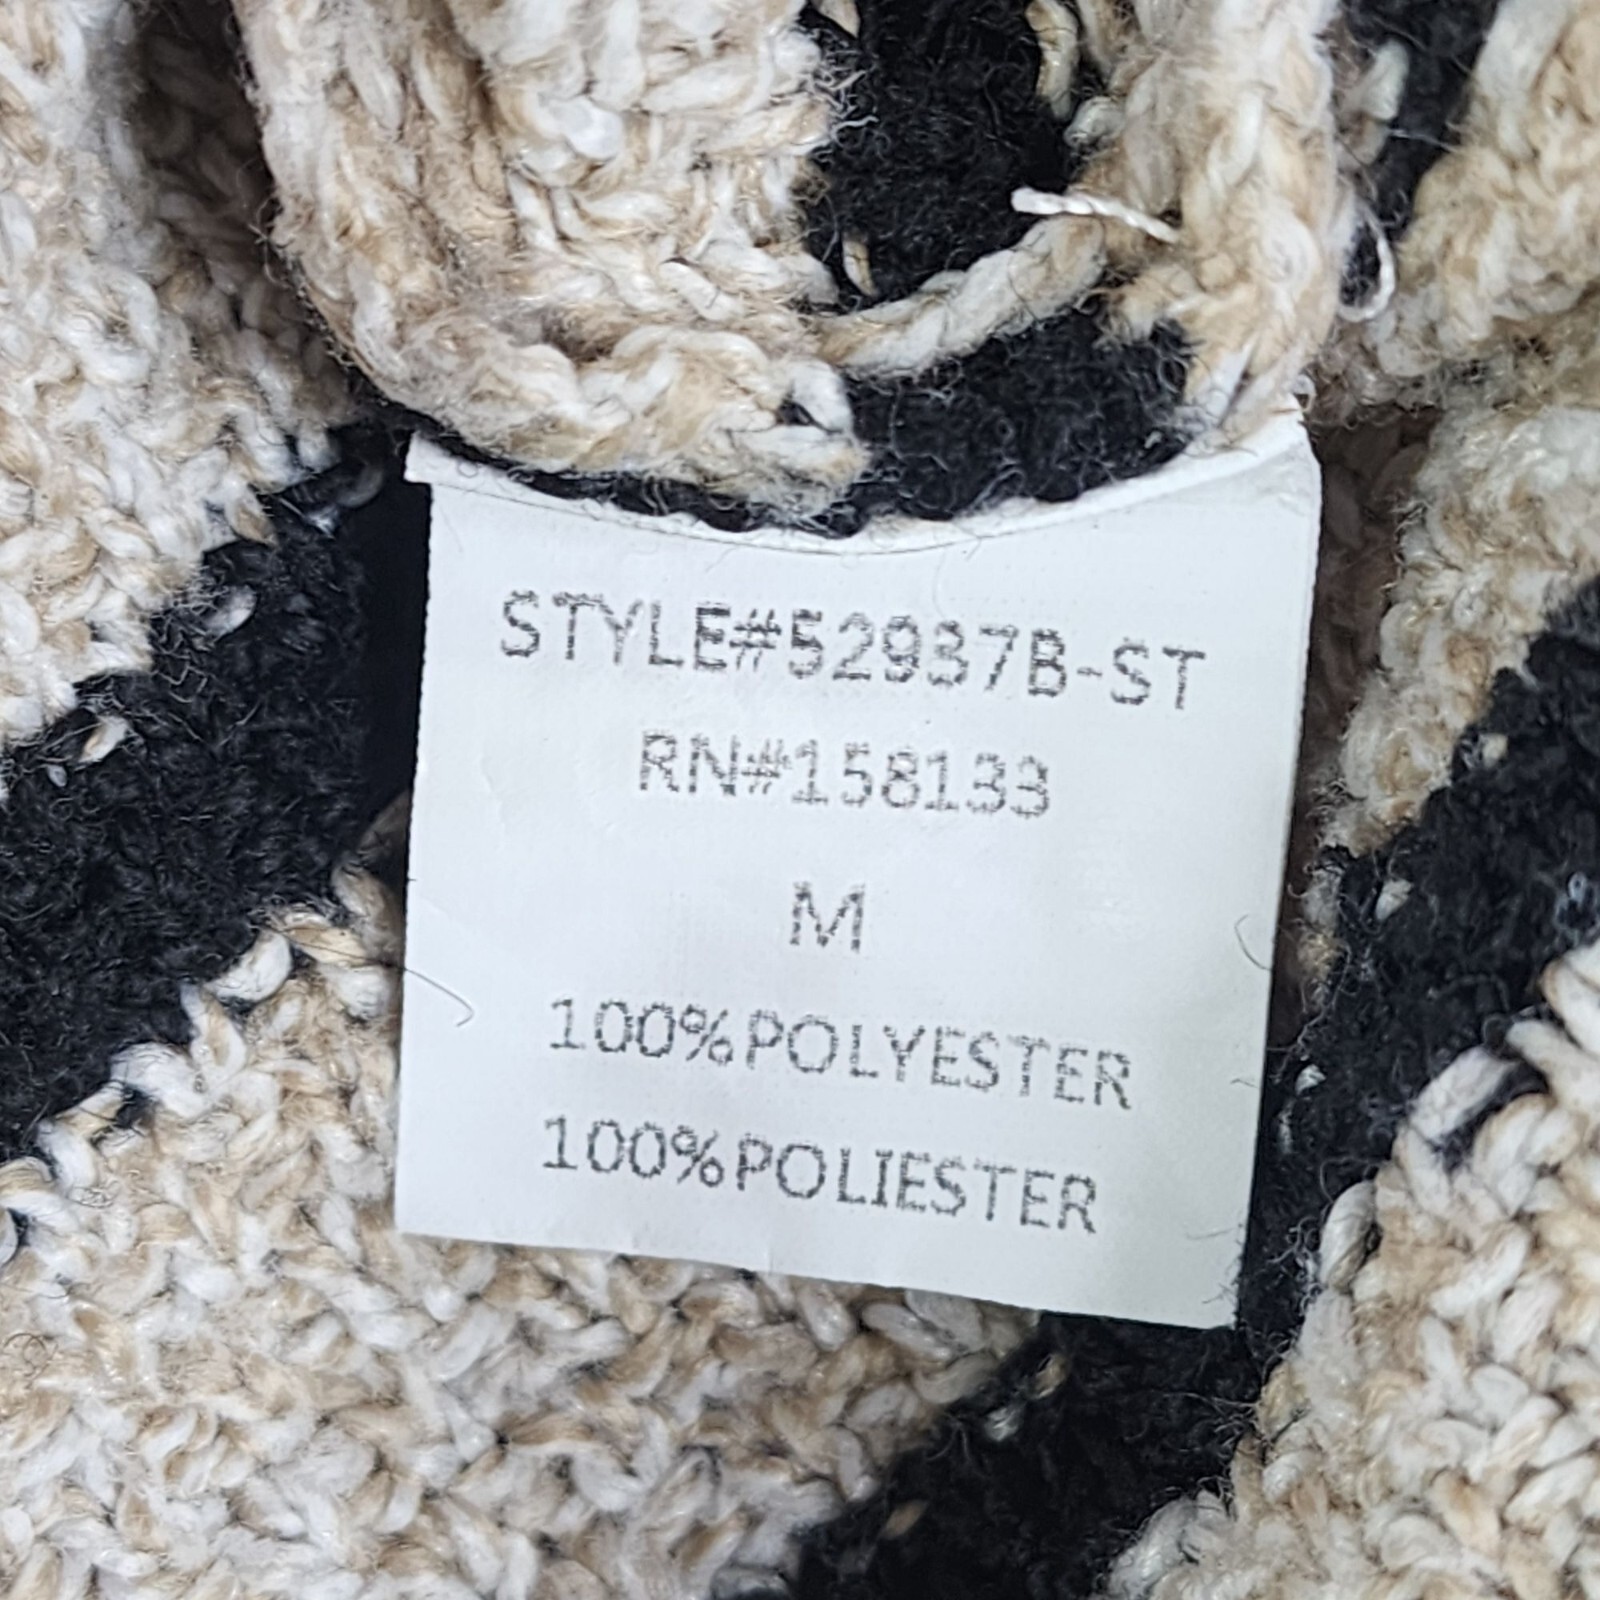 STYLE#52937B-ST
RN#158133
M
100%POLYESTER
100%POLIESTER